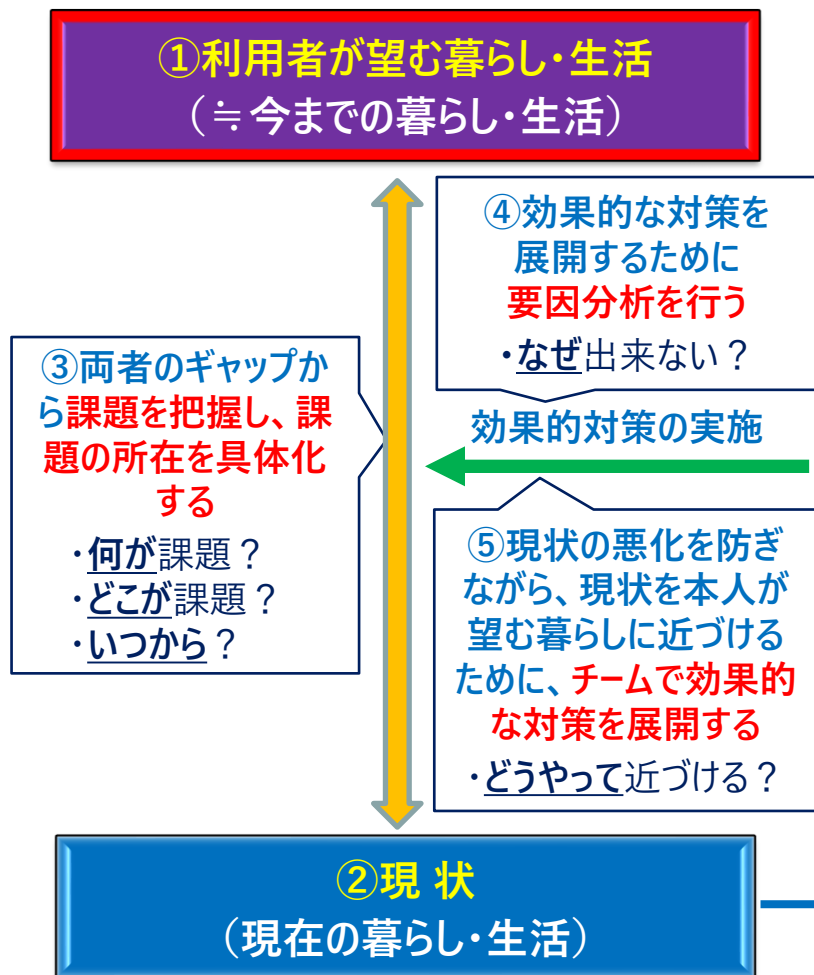 ①利用者が望む暮らし・生活
（≒今までの暮らし・生活）
④効果的な対策を
展開するために
要因分析を行う
・なぜ出来ない？
③両者のギャップか
ら課題を把握し、課
題の所在を具体化
する
・何が課題？
・どこが課題？
・いつから？
効果的対策の実施
⑤現状の悪化を防ぎ
ながら、現状を本人が
望む暮らしに近づける
ために、チームで効果的
な対策を展開する
・どうやって近づける？
②現 状
（現在の暮らし・生活）